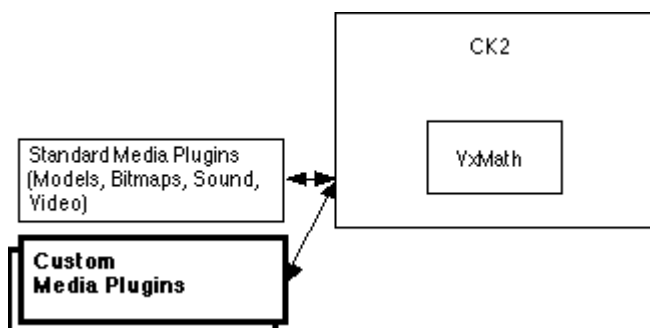 CK2
VxMath
Standard Media Plugins
(Models, Bitmaps, Sound,
Video)
Custom
Media Plugins